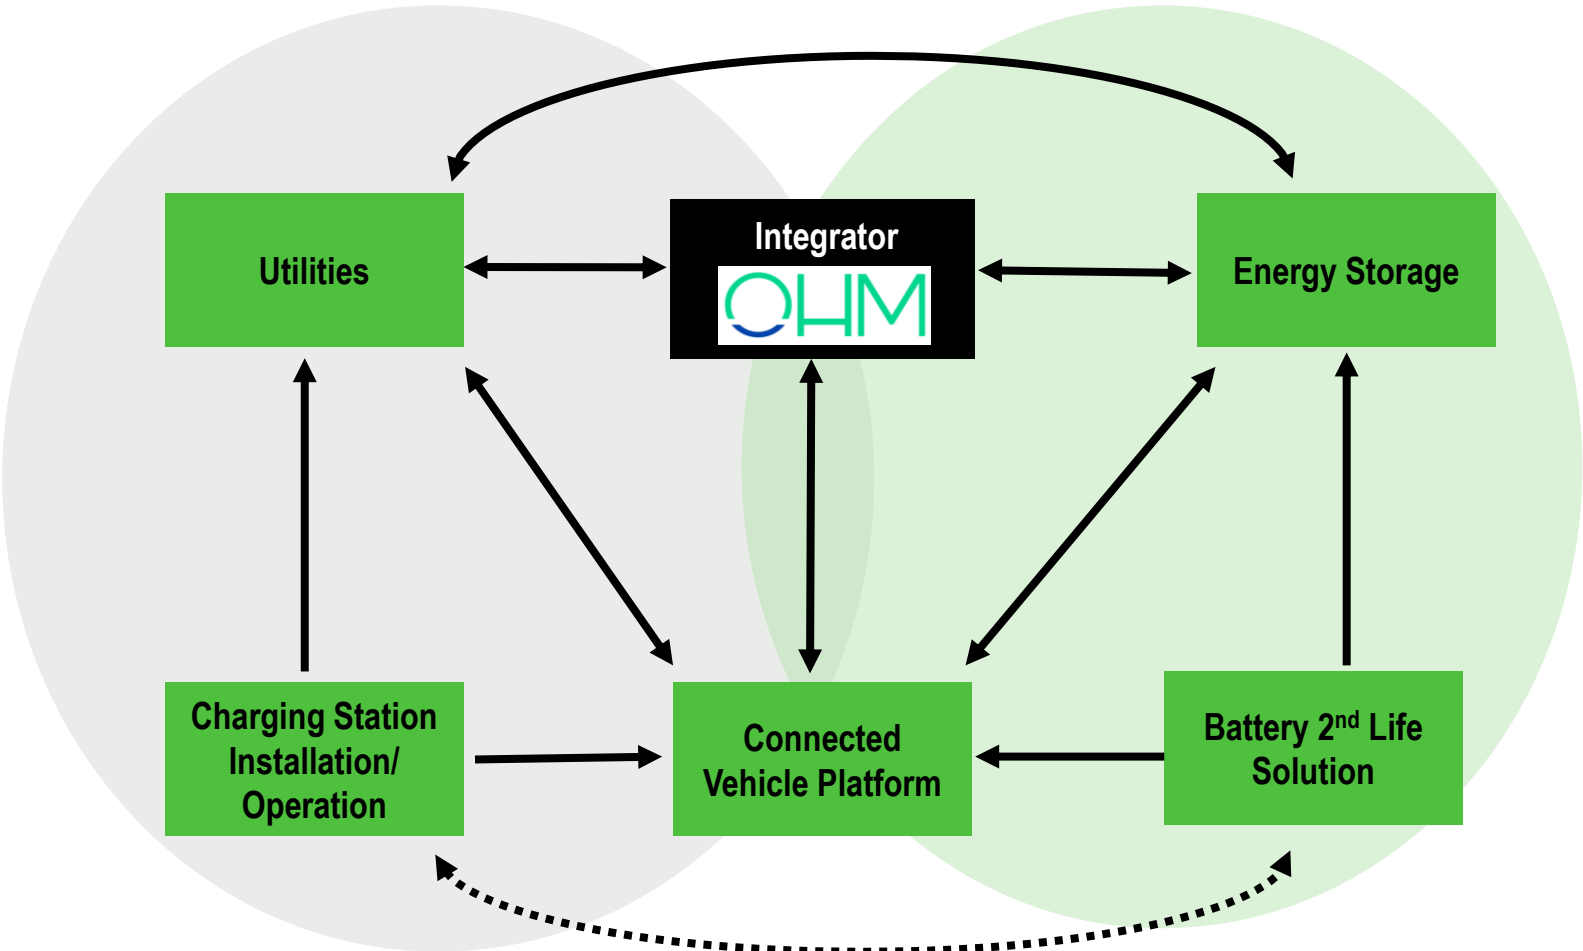 Integrator
OHM
Utilities
Energy Storage
Charging Station
Installation/
Operation
Connected
Vehicle Platform
Battery 2nd Life
Solution